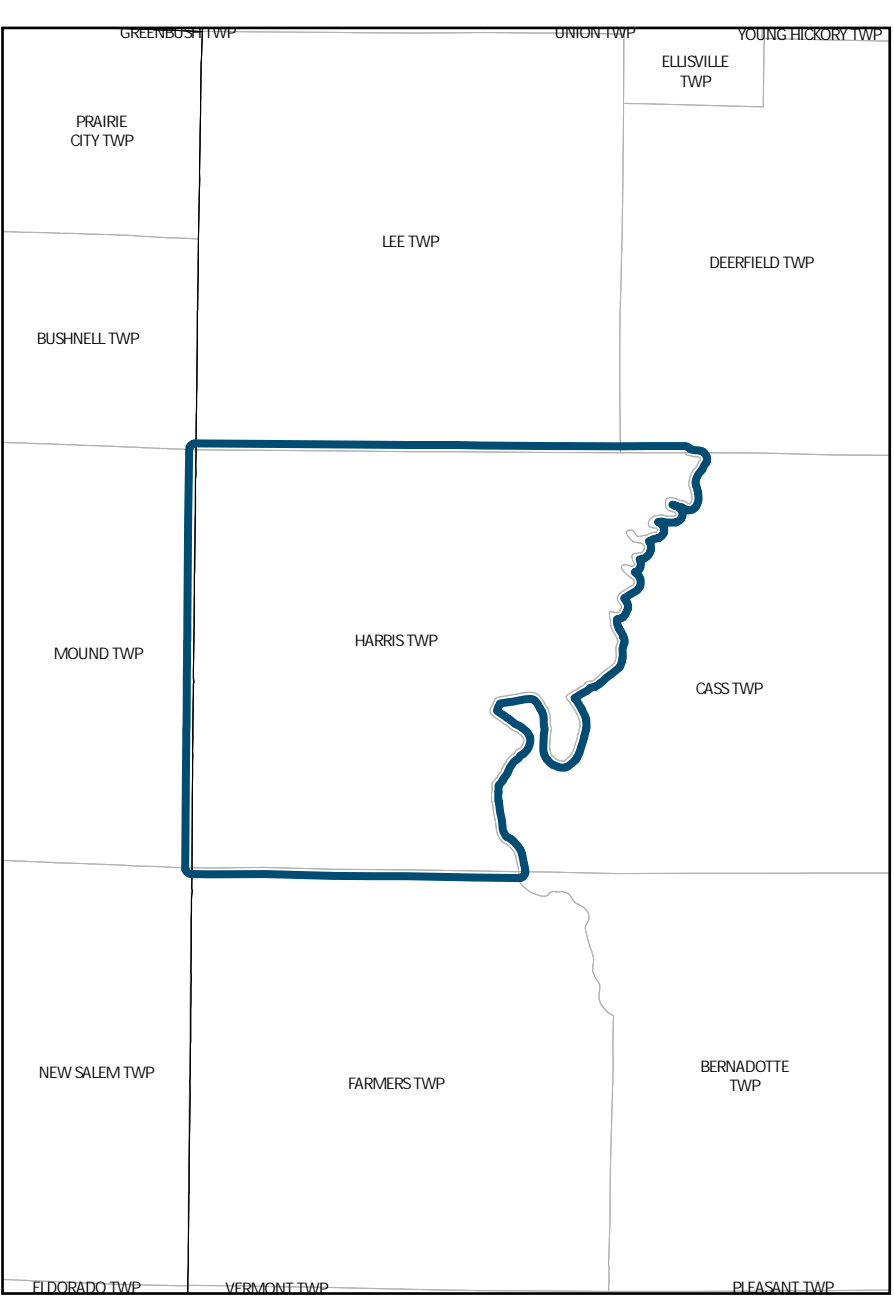 GREENBUSH TWP
UNION TWP
YOUNG HICKORY TWP
ELLISVILLE
TWP
PRAIRIE
CITY TWP
LEE TWP
DEERFIELD TWP
BUSHNELL TWP
HARRIS TWP
MOUND TWP
CASS TWP
NEW SALEM TWP
FARMERS TWP
BERNADOTTE
TWP
ELDORADO TWP
VERMONT TWP
PLEASANT TWP